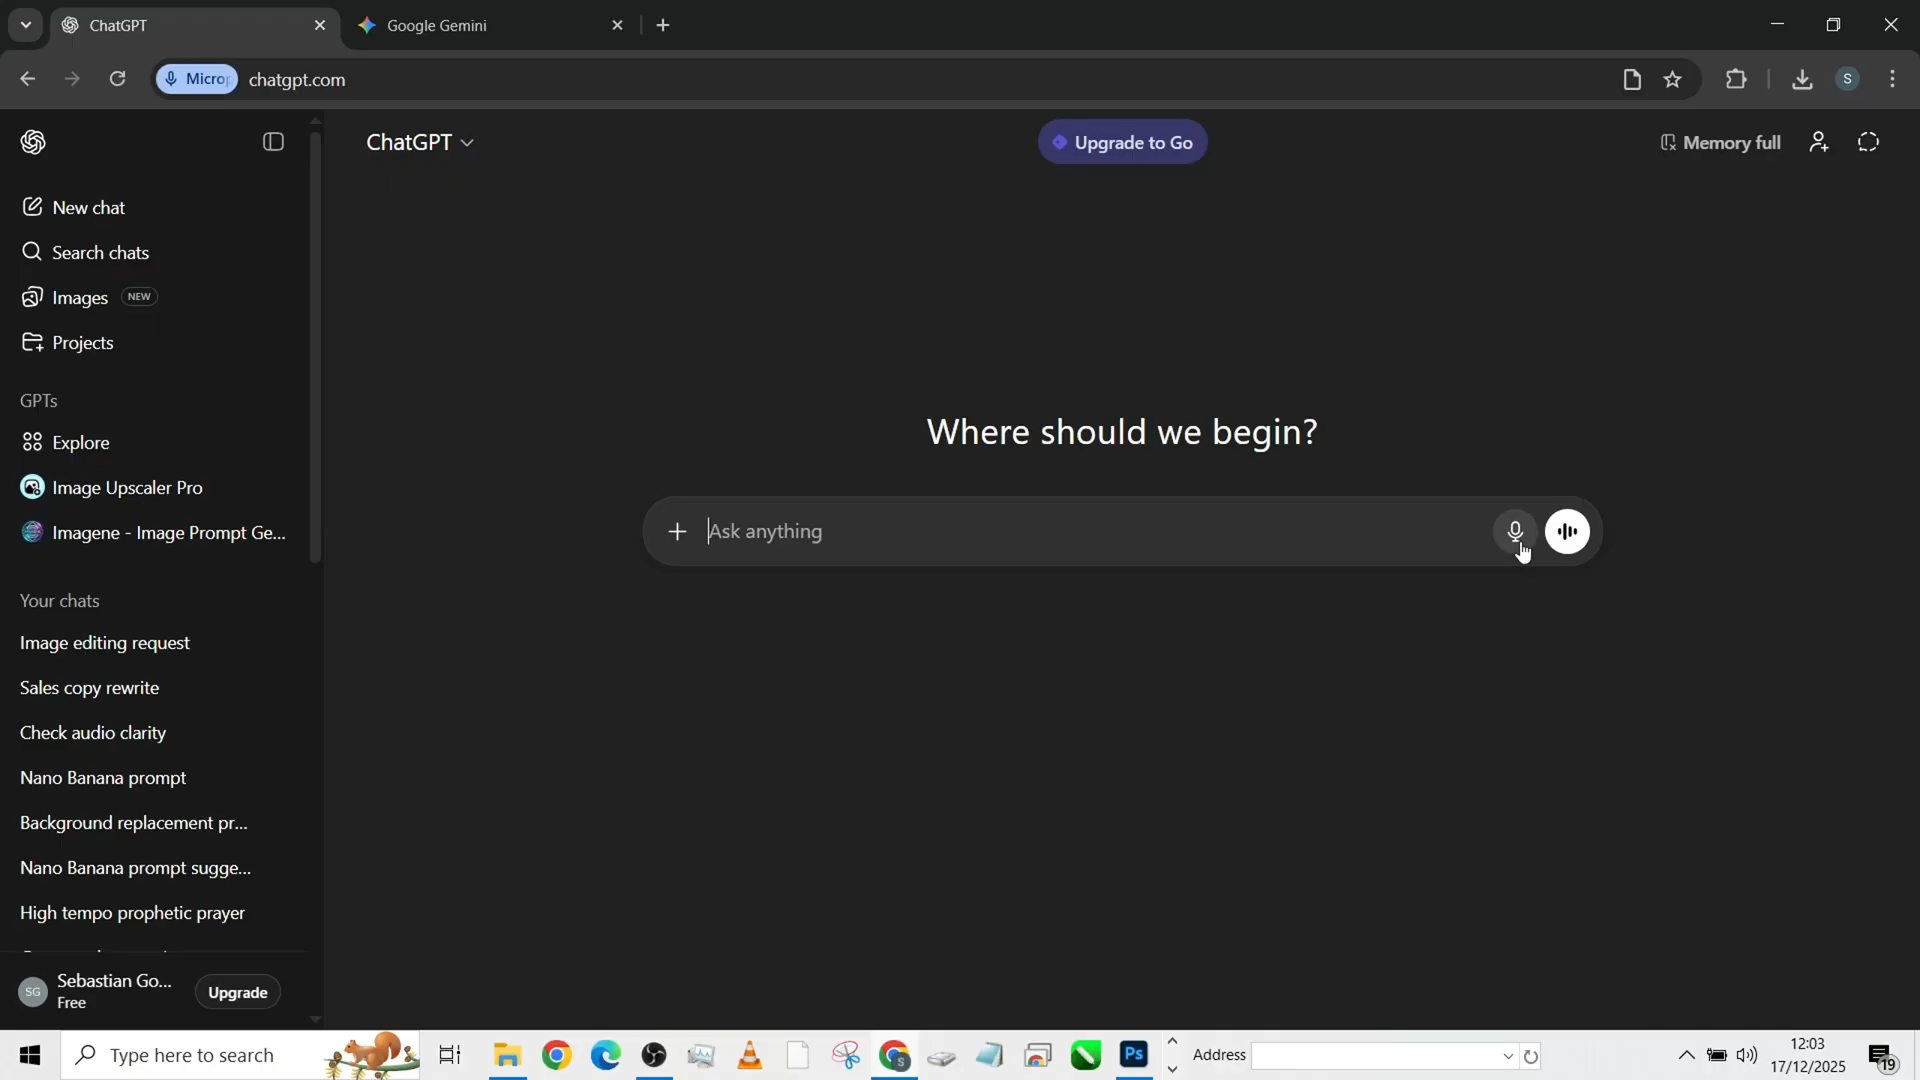 ChatGPT
Google Gemini
chatgpt.com
ChatGPT
Upgrade to Go
Memory full
New chat
Search chats
Images NEW
Projects
GPTs
Explore
Image Upscaler Pro
Imagene - Image Prompt Ge...
Where should we begin?
Ask anything
Your chats
Image editing request
Sales copy rewrite
Check audio clarity
Nano Banana prompt
Background replacement pr...
Nano Banana prompt sugge...
High tempo prophetic prayer
SG
Sebastian Go...
Free
Upgrade
Type here to search
Ps
Address
12:03
17/12/2025
19
S